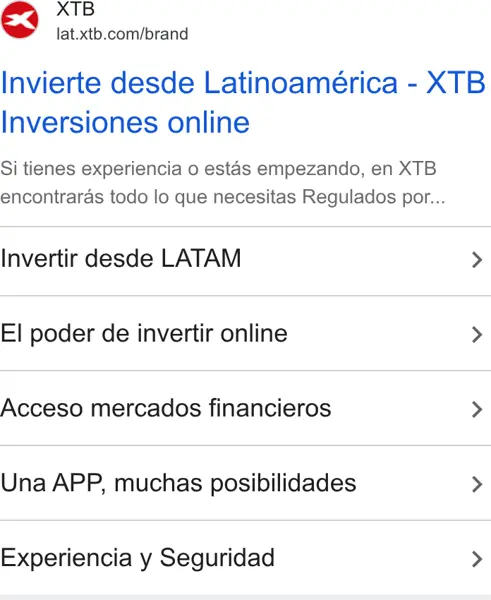 XTB
lat.xtb.com/brand
Invierte desde Latinoamérica - XTB
Inversiones online
Si tienes experiencia o estás empezando, en XTB
encontrarás todo lo que necesitas Regulados por...
Invertir desde LATAM
El poder de invertir online
Acceso mercados financieros
Una APP, muchas posibilidades
Experiencia y Seguridad